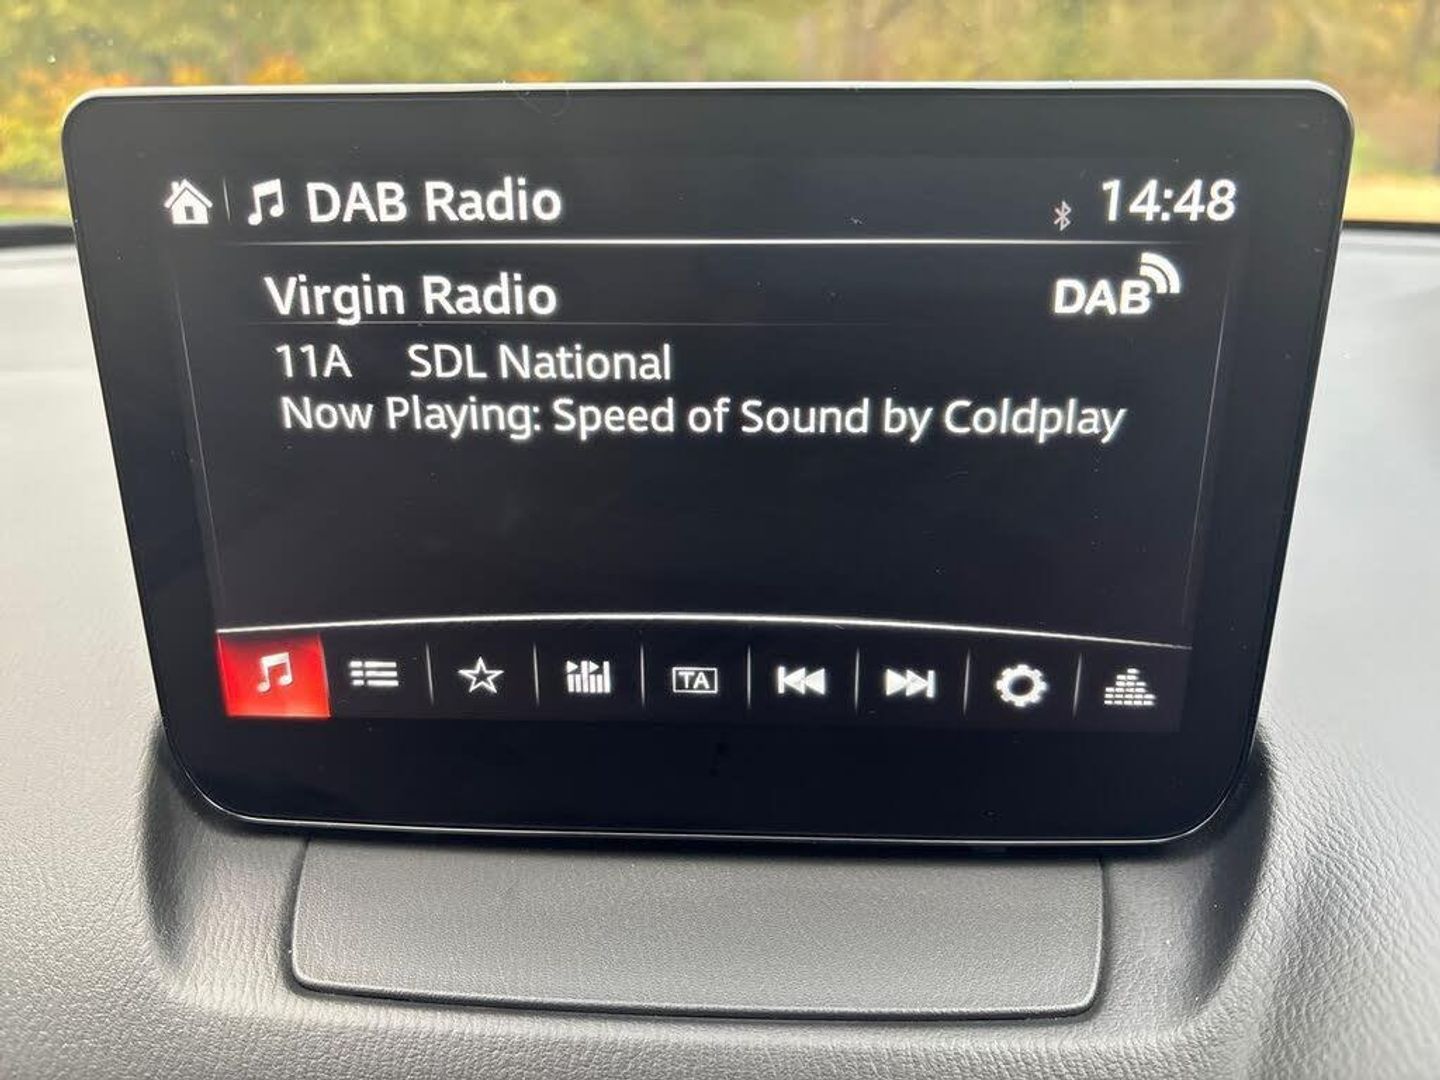 DAB Radio 14:48
Virgin Radio DAB
11A SDL National
Now Playing: Speed of Sound by Coldplay
TA